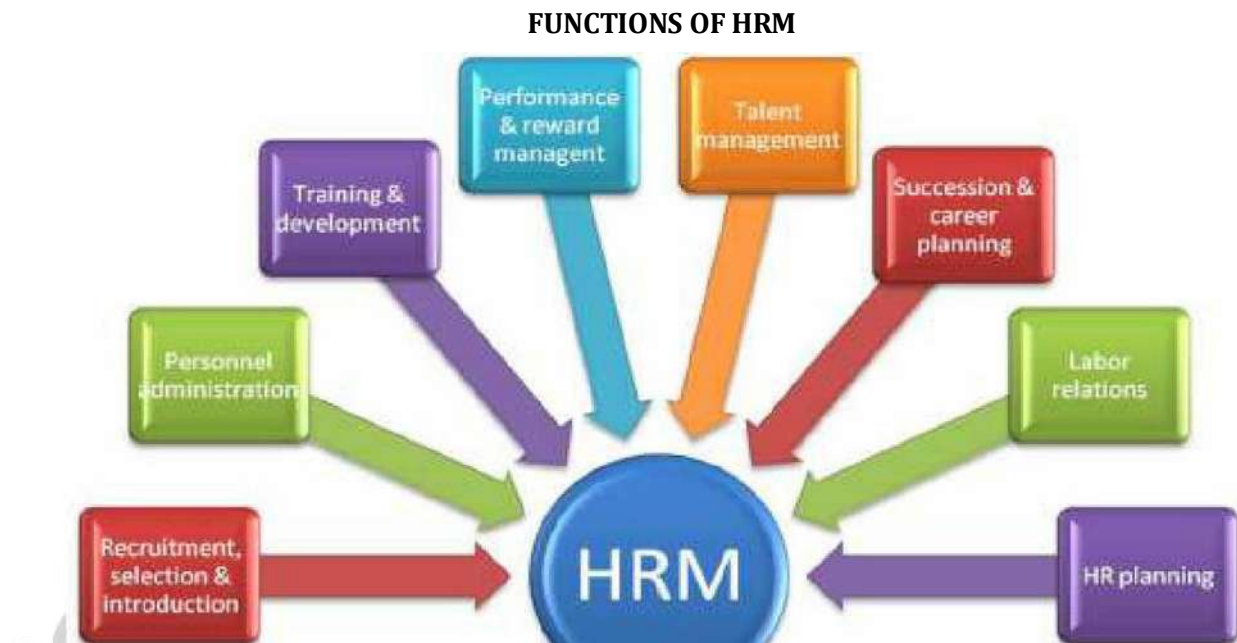 FUNCTIONS OF HRM
Performance
& reward
managent
Talent
management
Training &
development
Succession &
career
planning
Personnel
administration
Labor
relations
Recruitment,
selection &
introduction
HRM
HR planning